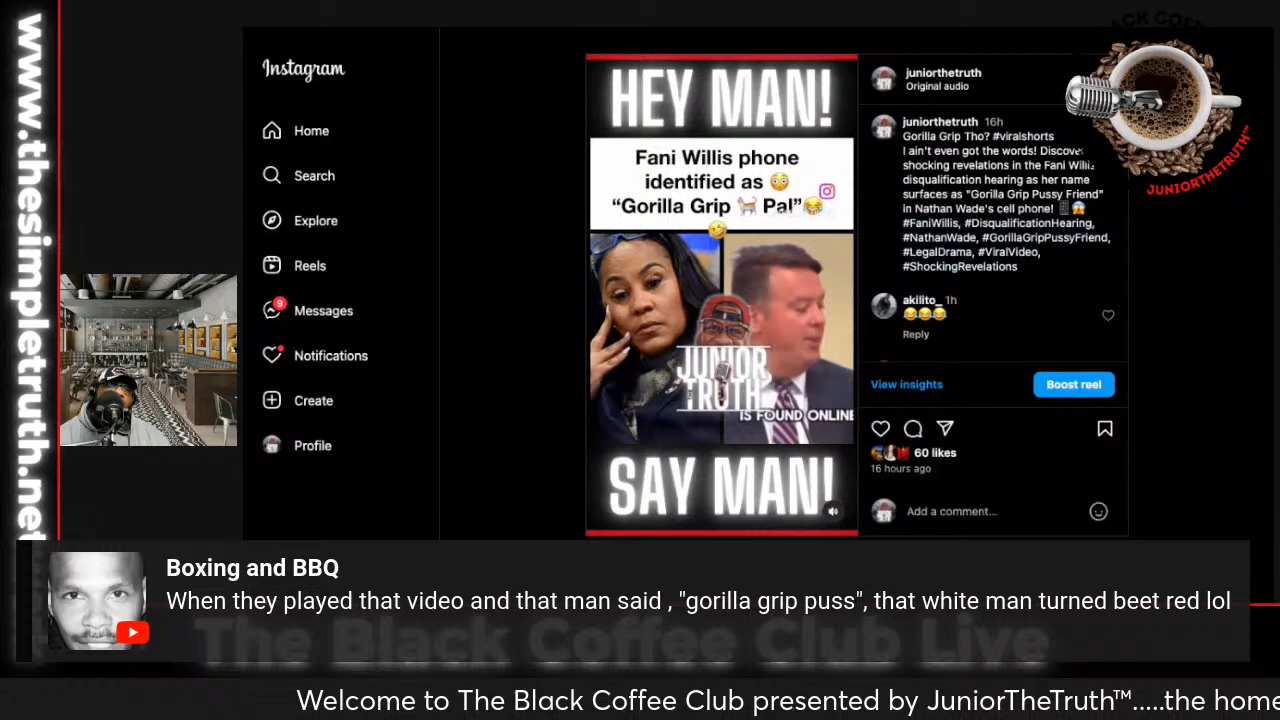 www.thesimpletruth.net
Instagram
Home
Search
Explore
Reels
9
Messages
Notifications
Create
Profile
HEY MAN!
Fani Willis phone
identified as 😳
“Gorilla Grip 🐈 Pal”😂
🤣
JUNIOR
TRUTH
IS FOUND ONLINE
SAY MAN!
juniorthetruth
Original audio
juniorthetruth 16h
Gorilla Grip Tho? #viralshorts
I ain't even got the words! Discover
shocking revelations in the Fani Willis
disqualification hearing as her name
surfaces as "Gorilla Grip Pussy Friend"
in Nathan Wade's cell phone! 📱😱
#FaniWillis, #DisqualificationHearing,
#NathanWade, #GorillaGripPussyFriend,
#LegalDrama, #ViralVideo,
#ShockingRevelations
akilito_ 1h
😂😂😂
Reply
View insights
Boost reel
60 likes
16 hours ago
Add a comment...
JUNIORTHETRUTH™
Boxing and BBQ
When they played that video and that man said , "gorilla grip puss", that white man turned beet red lol
The Black Coffee Club Live
Welcome to The Black Coffee Club presented by JuniorTheTruth™.....the home